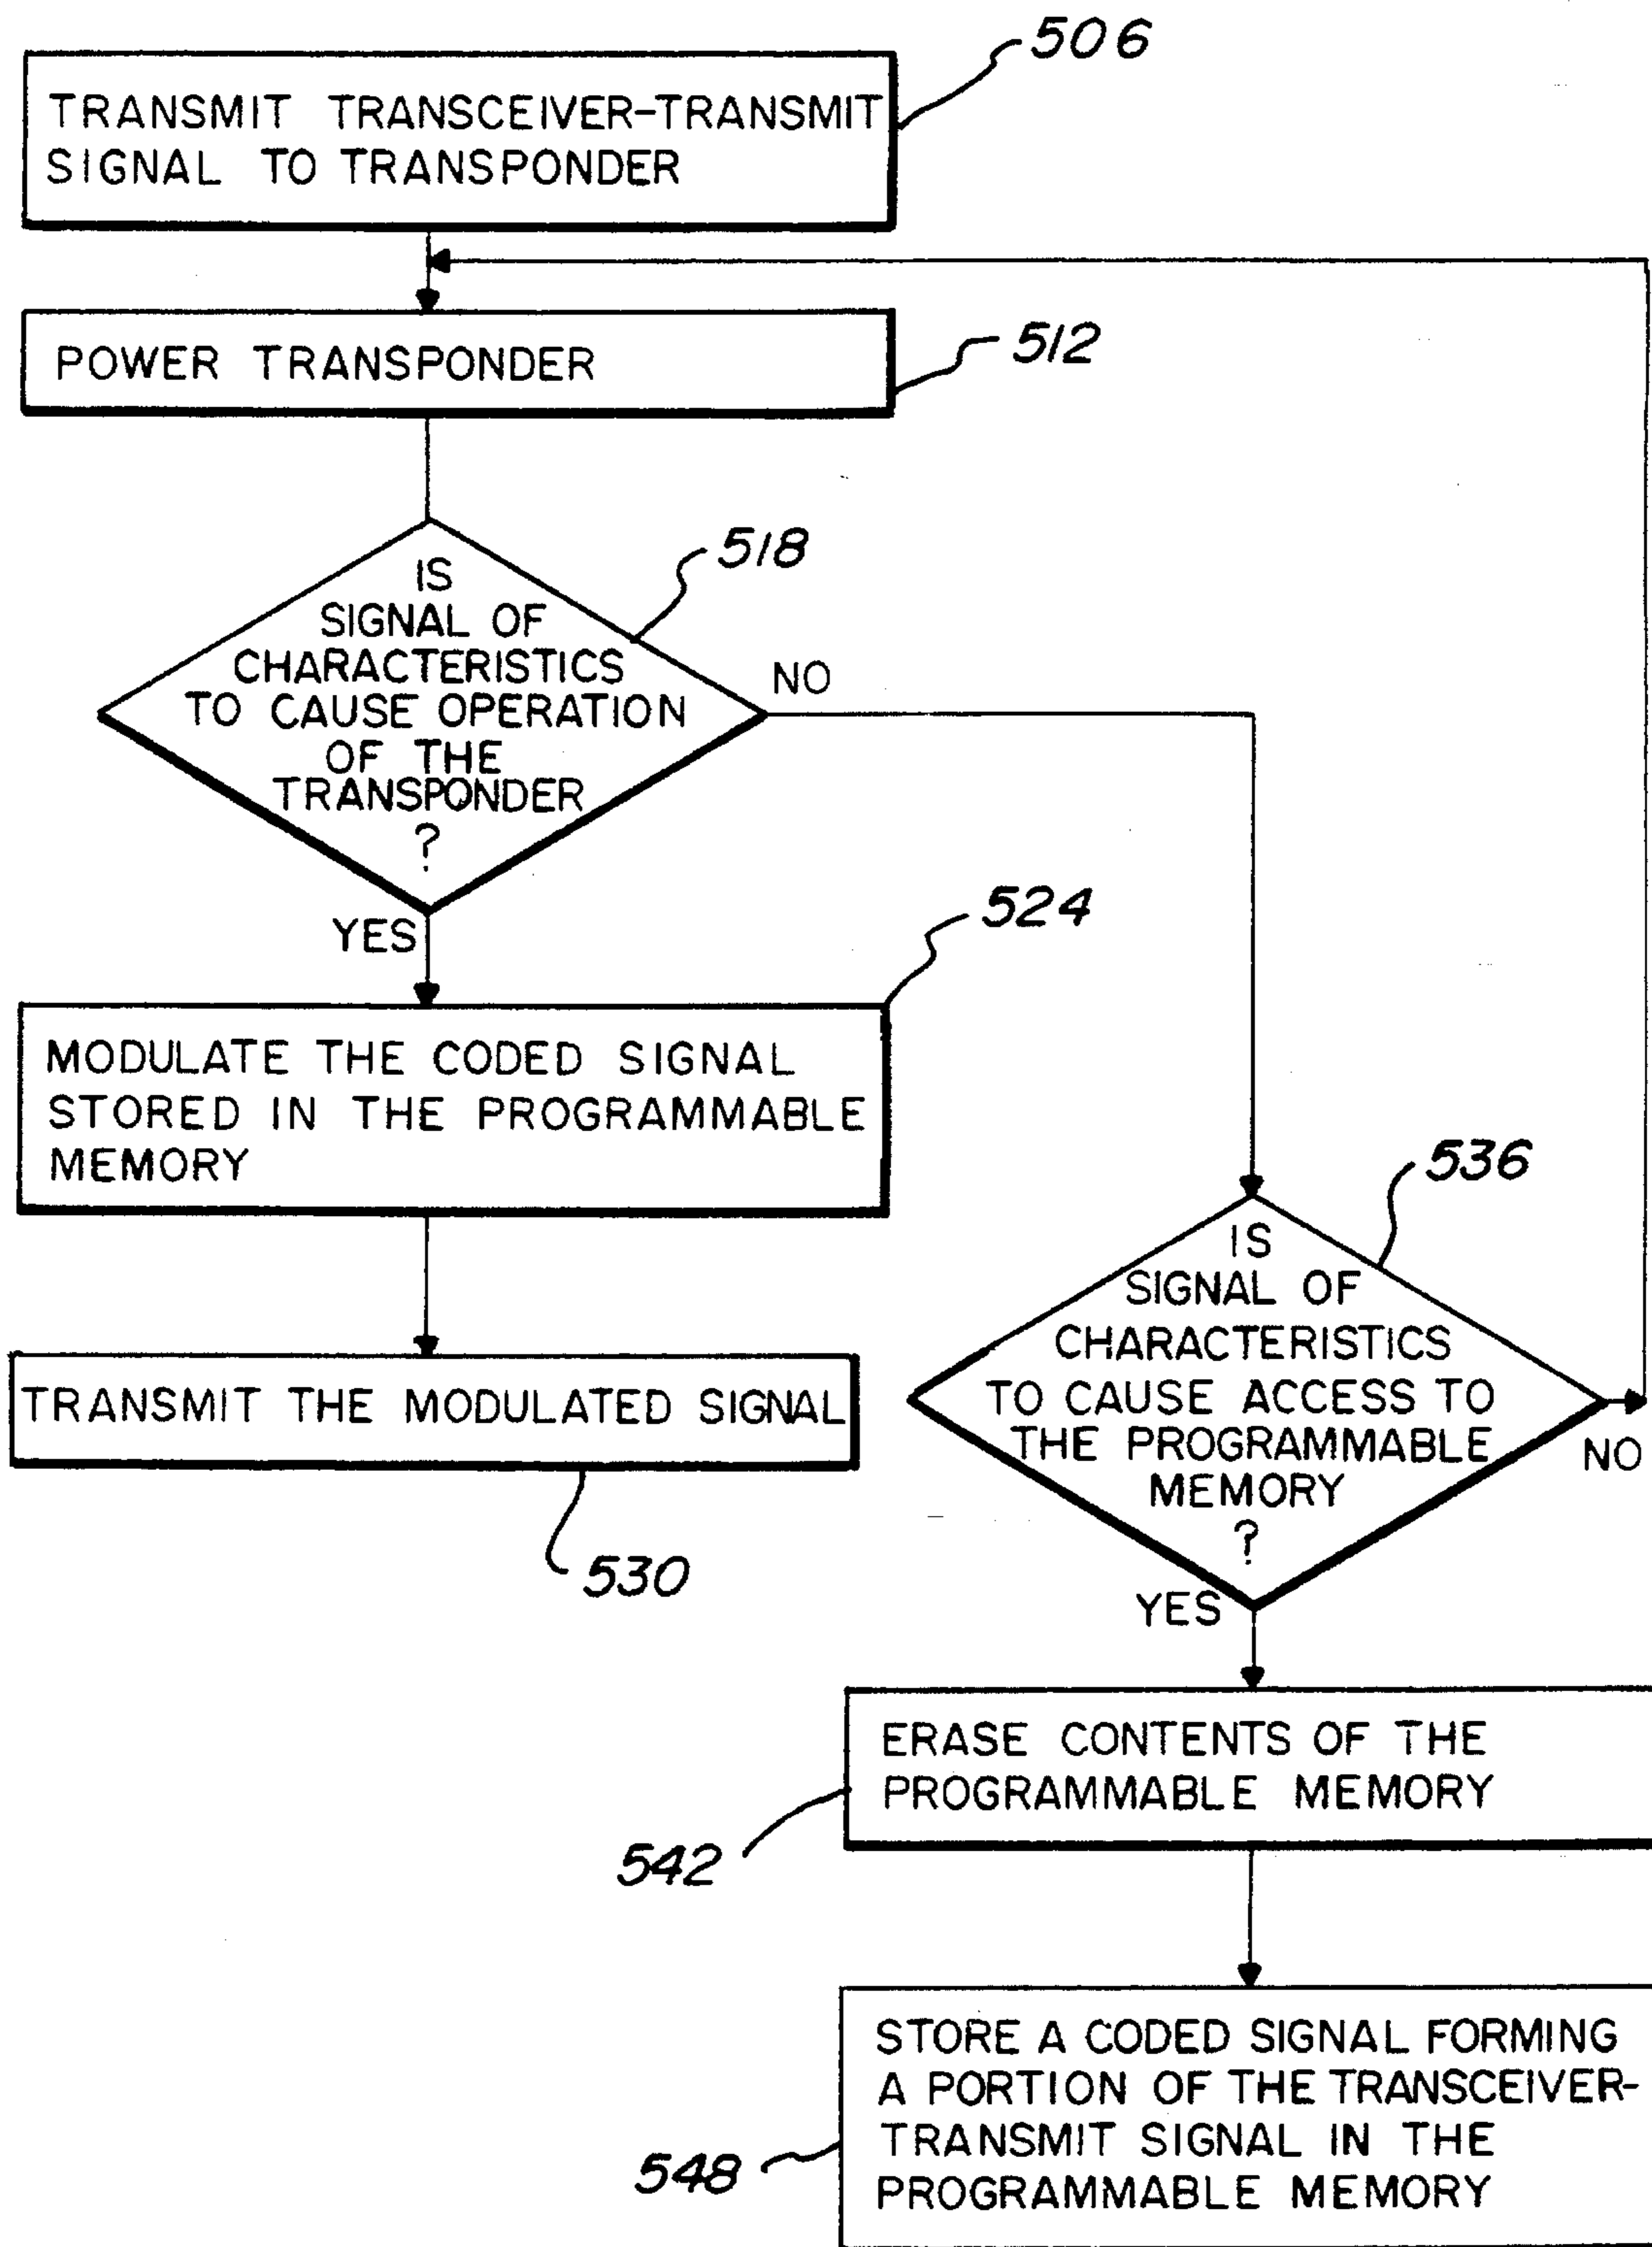 506
TRANSMIT TRANSCEIVER-TRANSMIT
SIGNAL TO TRANSPONDER
POWER TRANSPONDER
512
518
IS
SIGNAL OF
CHARACTERISTICS
TO CAUSE OPERATION
OF THE
TRANSPONDER
?
NO
YES
524
MODULATE THE CODED SIGNAL
STORED IN THE PROGRAMMABLE
MEMORY
TRANSMIT THE MODULATED SIGNAL
530
536
IS
SIGNAL OF
CHARACTERISTICS
TO CAUSE ACCESS TO
THE PROGRAMMABLE
MEMORY
?
NO
YES
ERASE CONTENTS OF THE
PROGRAMMABLE MEMORY
542
STORE A CODED SIGNAL FORMING
A PORTION OF THE TRANSCEIVER-
TRANSMIT SIGNAL IN THE
PROGRAMMABLE MEMORY
548